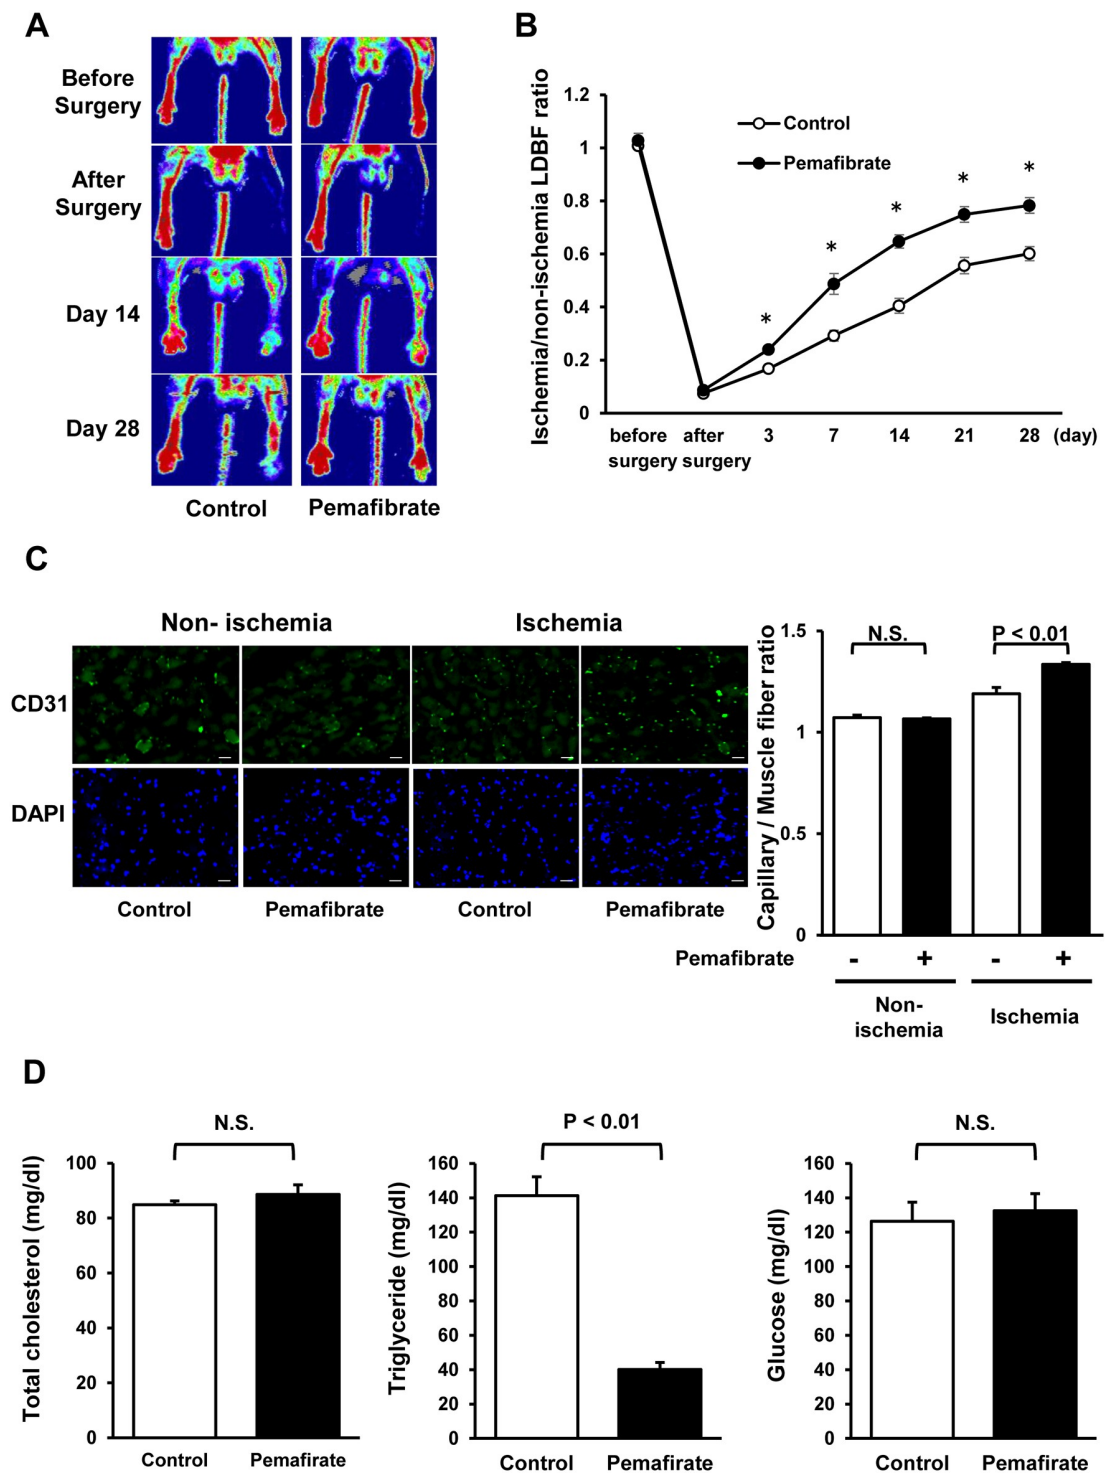 A
Before
Surgery
After
Surgery
Day 14
Day 28
Control
Pemafibrate
B
Ischemia/non-ischemia LDBF ratio
1.2
1
0.8
0.6
0.4
0.2
0
Control
Pemafibrate
*
*
*
*
*
before
surgery
after
surgery
3
7
14
21
28
(day)
C
Non- ischemia
Ischemia
CD31
DAPI
Control
Pemafibrate
Control
Pemafibrate
Capillary / Muscle fiber ratio
1.5
1
0.5
0
N.S.
P < 0.01
Pemafibrate
-
+
-
+
Non-
ischemia
Ischemia
D
Total cholesterol (mg/dl)
100
80
60
40
20
0
N.S.
Control
Pemafirate
Triglyceride (mg/dl)
160
140
120
100
80
60
40
20
0
P < 0.01
Control
Pemafirate
Glucose (mg/dl)
160
140
120
100
80
60
40
20
0
N.S.
Control
Pemafirate